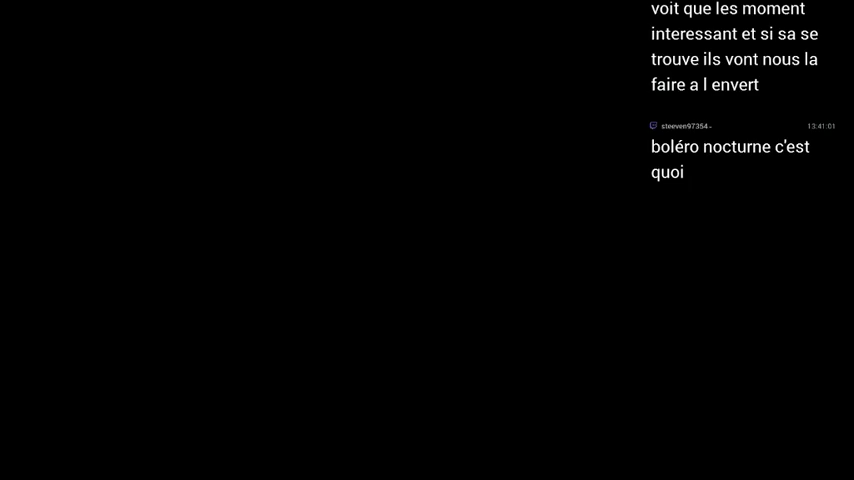 voit que les moment
interessant et si sa se
trouve ils vont nous la
faire a l envert
steeven97354 - 13:41:01
boléro nocturne c'est
quoi